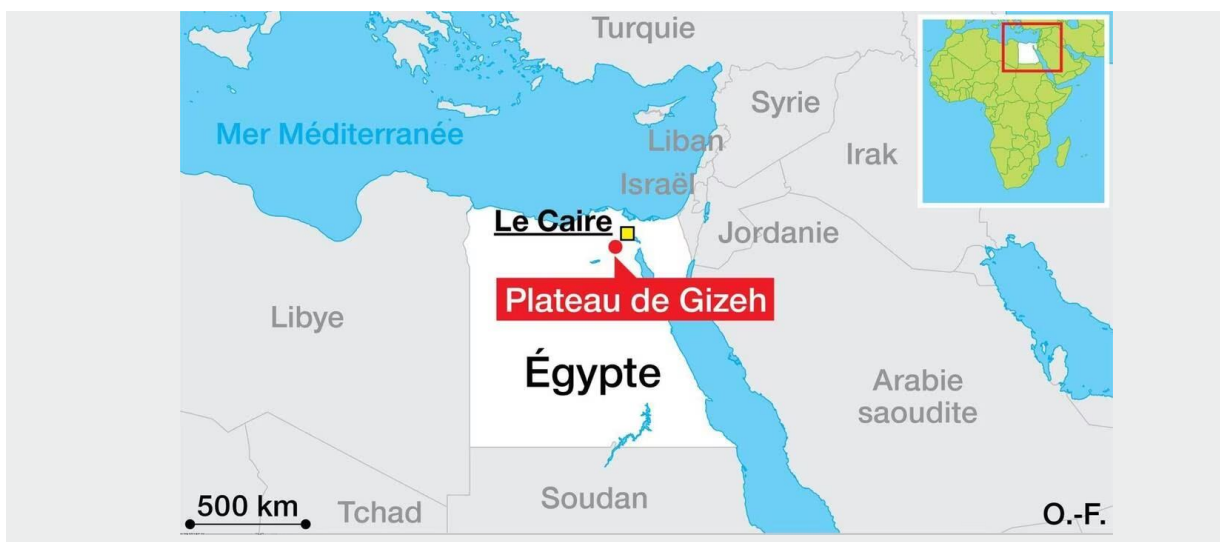 Turquie
Syrie
Mer Méditerranée
Liban
Irak
Israël
Le Caire
Jordanie
Plateau de Gizeh
Libye
Égypte
Arabie
saoudite
500 km
Tchad
Soudan
O.-F.